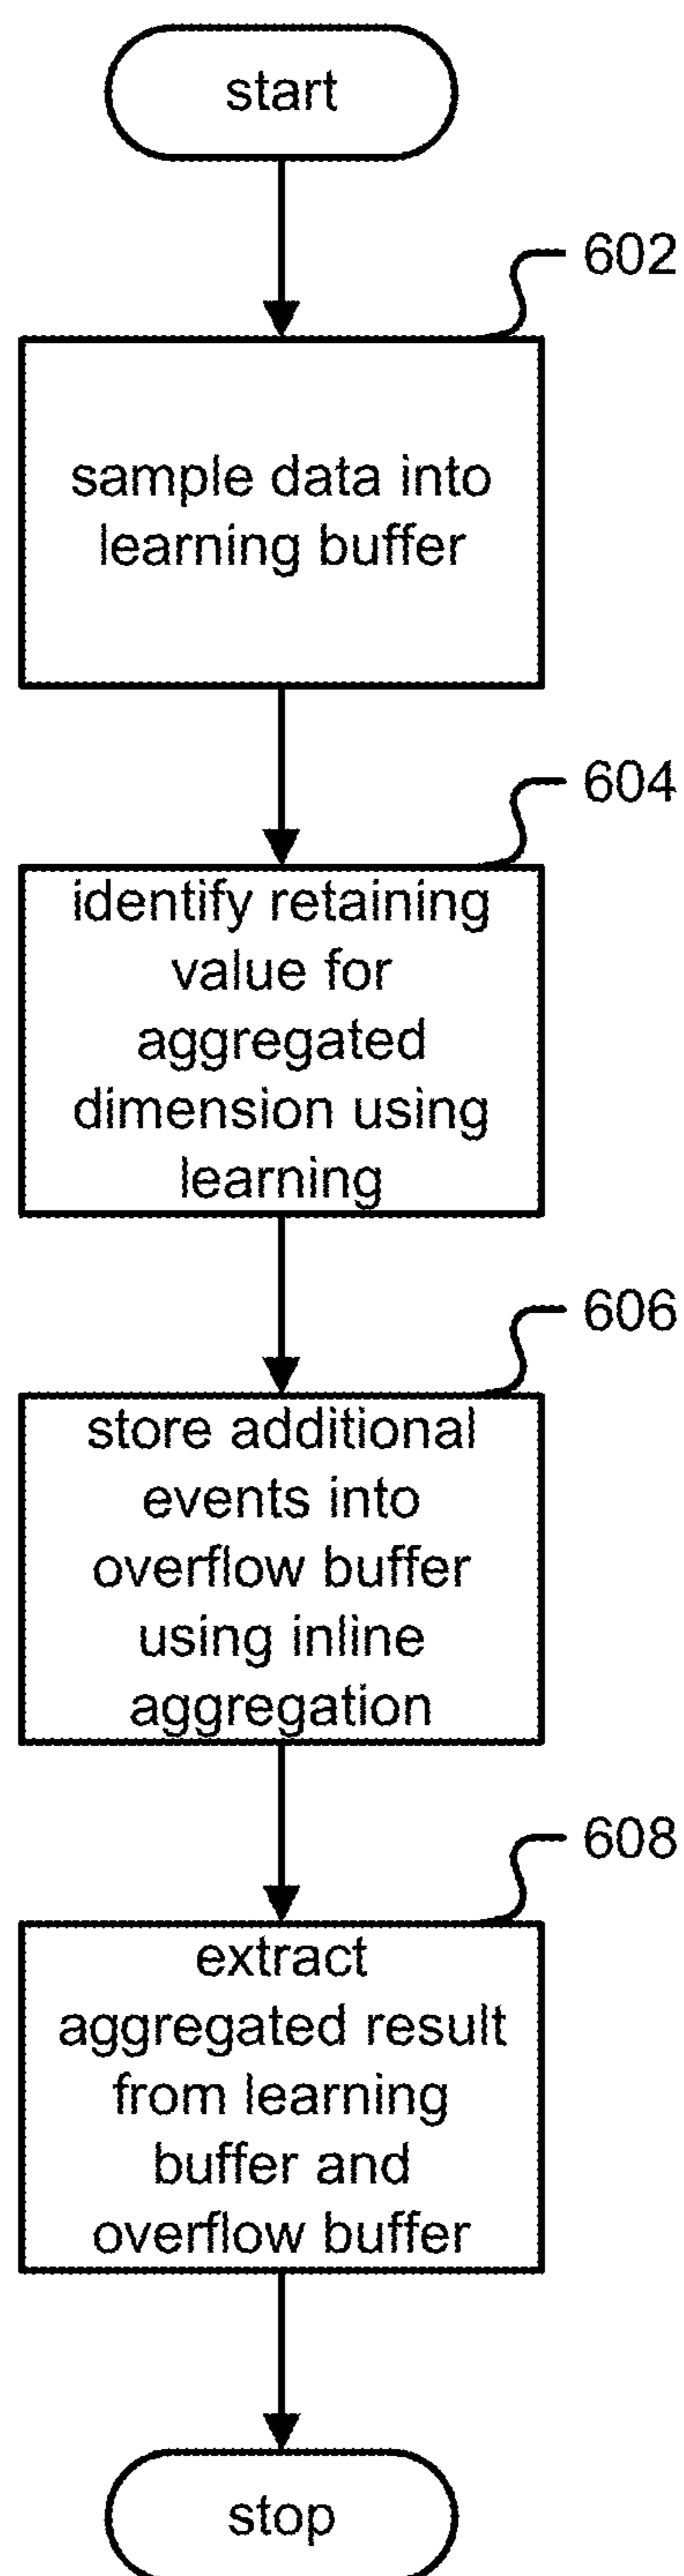 start
602
sample data into
learning buffer
604
identify retaining
value for
aggregated
dimension using
learning
606
store additional
events into
overflow buffer
using inline
aggregation
608
extract
aggregated result
from learning
buffer and
overflow buffer
stop